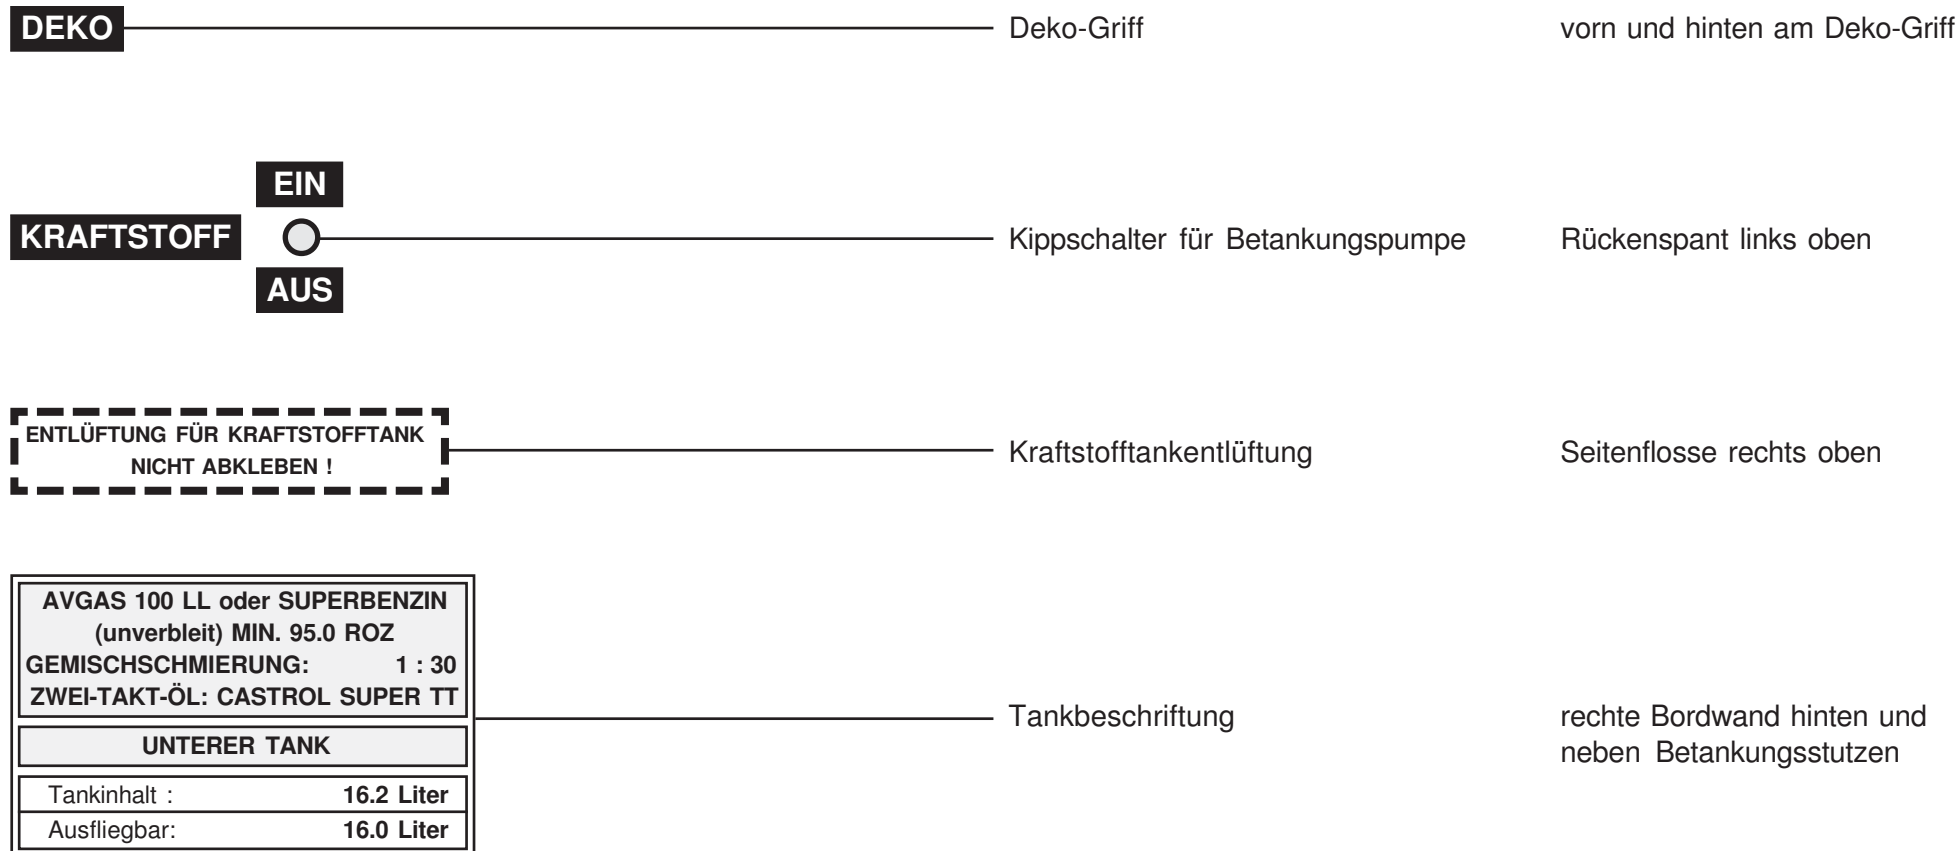 DEKO Deko-Griff vorn und hinten am Deko-Griff
EIN
KRAFTSTOFF Kippschalter für Betankungspumpe Rückenspant links oben
AUS
ENTLÜFTUNG FÜR KRAFTSTOFFTANK
NICHT ABKLEBEN !
Kraftstofftankentlüftung Seitenflosse rechts oben
AVGAS 100 LL oder SUPERBENZIN
(unverbleit) MIN. 95.0 ROZ
GEMISCHSCHMIERUNG: 1 : 30
ZWEI-TAKT-ÖL: CASTROL SUPER TT
UNTERER TANK
Tankinhalt : 16.2 Liter
Ausfliegbar: 16.0 Liter
Tankbeschriftung rechte Bordwand hinten und
neben Betankungsstutzen